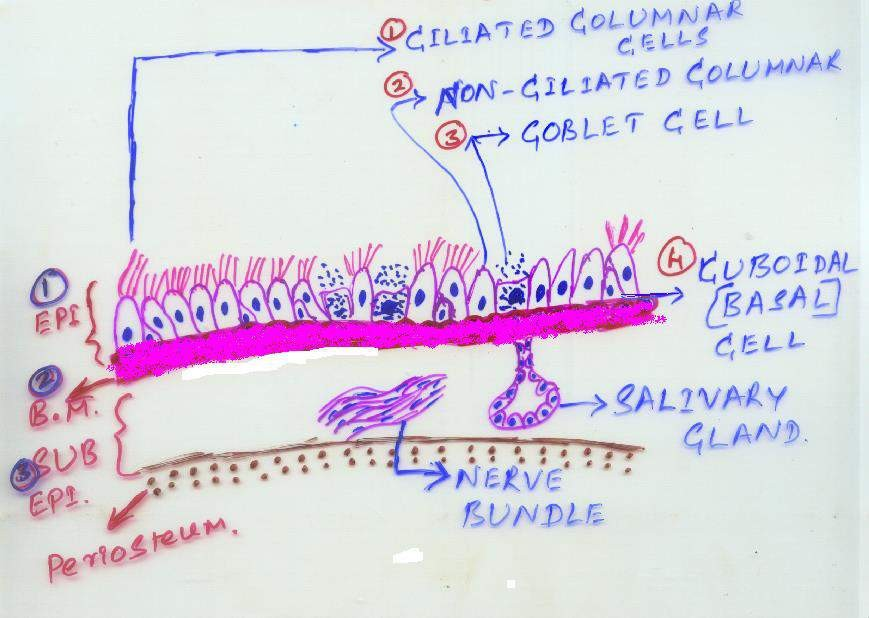 1 CILIATED COLUMNAR
CELLS
2 NON-CILIATED COLUMNAR
3 GOBLET CELL
4 CUBOIDAL
[BASAL]
CELL
1
EPI
2
B.M.
3 SUB
EPI.
Periosteum.
SALIVARY
GLAND.
NERVE
BUNDLE